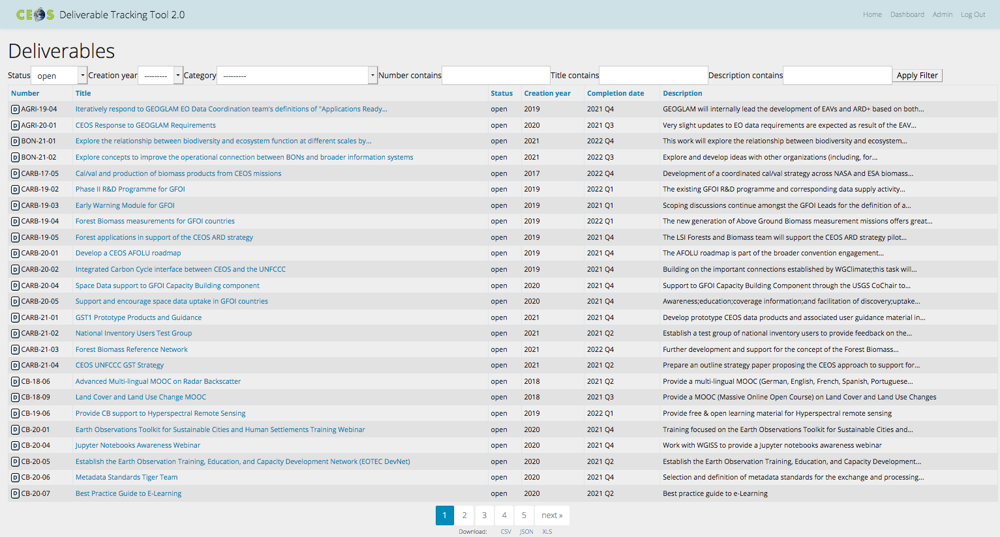 CEOS Deliverable Tracking Tool 2.0 Home Dashboard Admin Log Out
Deliverables
Status open Creation year --------- Category --------- Number contains Title contains Description contains Apply Filter
Number Title Status Creation year Completion date Description
D AGRI-19-04 Iteratively respond to GEOGLAM EO Data Coordination team's definitions of "Applications Ready... open 2019 2021 Q4 GEOGLAM will internally lead the development of EAVs and ARD+ based on both...
D AGRI-20-01 CEOS Response to GEOGLAM Requirements open 2020 2021 Q3 Very slight updates to EO data requirements are expected as result of the EAV...
D BON-21-01 Explore the relationship between biodiversity and ecosystem function at different scales by... open 2021 2022 Q4 This work will explore the relationship between biodiversity and ecosystem...
D BON-21-02 Explore concepts to improve the operational connection between BONs and broader information systems open 2021 2022 Q3 Explore and develop ideas with other organizations (including, for...
D CARB-17-05 Cal/val and production of biomass products from CEOS missions open 2017 2022 Q4 Development of a coordinated cal/val strategy across NASA and ESA biomass...
D CARB-19-02 Phase II R&D Programme for GFOI open 2019 2022 Q1 The existing GFOI R&D programme and corresponding data supply activity...
D CARB-19-03 Early Warning Module for GFOI open 2019 2021 Q1 Scoping discussions continue amongst the GFOI Leads for the definition of a...
D CARB-19-04 Forest Biomass measurements for GFOI countries open 2019 2022 Q1 The new generation of Above Ground Biomass measurement missions offers great...
D CARB-19-05 Forest applications in support of the CEOS ARD strategy open 2019 2021 Q4 The LSI Forests and Biomass team will support the CEOS ARD strategy pilot...
D CARB-20-01 Develop a CEOS AFOLU roadmap open 2019 2021 Q4 The AFOLU roadmap is part of the broader convention engagement...
D CARB-20-02 Integrated Carbon Cycle interface between CEOS and the UNFCCC open 2019 2021 Q4 Building on the important connections established by WGClimate;this task will...
D CARB-20-04 Space Data support to GFOI Capacity Building component open 2020 2021 Q4 Support to GFOI Capacity Building Component through the USGS CoChair to...
D CARB-20-05 Support and encourage space data uptake in GFOI countries open 2020 2021 Q4 Awareness;education;coverage information;and facilitation of discovery;uptake...
D CARB-21-01 GST1 Prototype Products and Guidance open 2021 2021 Q4 Develop prototype CEOS data products and associated user guidance material in...
D CARB-21-02 National Inventory Users Test Group open 2021 2021 Q2 Establish a test group of national inventory users to provide feedback on the...
D CARB-21-03 Forest Biomass Reference Network open 2021 2022 Q4 Further development and support for the concept of the Forest Biomass...
D CARB-21-04 CEOS UNFCCC GST Strategy open 2021 2021 Q2 Prepare an outline strategy paper proposing the CEOS approach to support for...
D CB-18-06 Advanced Multi-lingual MOOC on Radar Backscatter open 2018 2021 Q2 Provide a multi-lingual MOOC (German, English, French, Spanish, Portuguese...
D CB-18-09 Land Cover and Land Use Change MOOC open 2018 2021 Q3 Provide a MOOC (Massive Online Open Course) on Land Cover and Land Use Changes
D CB-19-06 Provide CB support to Hyperspectral Remote Sensing open 2019 2022 Q1 Provide free & open learning material for Hyperspectral remote sensing
D CB-20-01 Earth Observations Toolkit for Sustainable Cities and Human Settlements Training Webinar open 2020 2021 Q4 Training focused on the Earth Observations Toolkit for Sustainable Cities and...
D CB-20-04 Jupyter Notebooks Awareness Webinar open 2020 2021 Q4 Work with WGISS to provide a Jupyter notebooks awareness webinar
D CB-20-05 Establish the Earth Observation Training, Education, and Capacity Development Network (EOTEC DevNet) open 2020 2021 Q2 Establish the Earth Observation Training, Education, and Capacity Development...
D CB-20-06 Metadata Standards Tiger Team open 2020 2021 Q4 Selection and definition of metadata standards for the exchange and processing...
D CB-20-07 Best Practice Guide to E-Learning open 2020 2021 Q2 Best practice guide to e-Learning
1 2 3 4 5 next »
Download: CSV JSON XLS